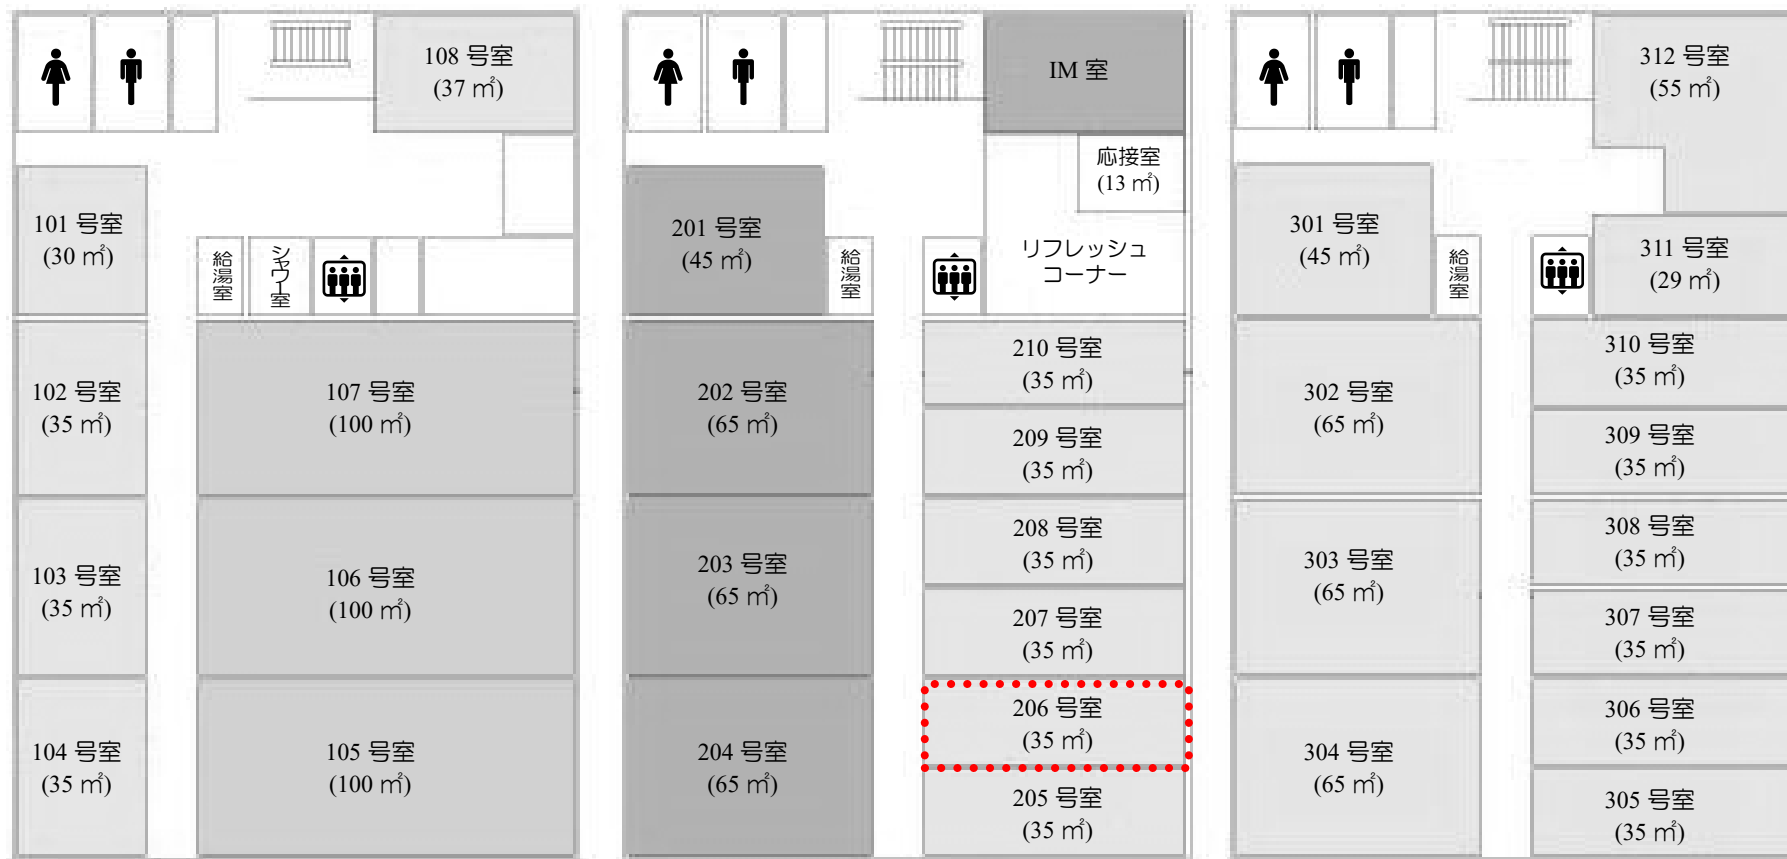 108 号室
(37 ㎡)
101 号室
(30 ㎡)
給湯室
シャワー室
102 号室
(35 ㎡)
107 号室
(100 ㎡)
103 号室
(35 ㎡)
106 号室
(100 ㎡)
104 号室
(35 ㎡)
105 号室
(100 ㎡)
IM 室
応接室
(13 ㎡)
201 号室
(45 ㎡)
給湯室
リフレッシュ
コーナー
202 号室
(65 ㎡)
210 号室
(35 ㎡)
209 号室
(35 ㎡)
203 号室
(65 ㎡)
208 号室
(35 ㎡)
207 号室
(35 ㎡)
204 号室
(65 ㎡)
206 号室
(35 ㎡)
205 号室
(35 ㎡)
312 号室
(55 ㎡)
301 号室
(45 ㎡)
給湯室
311 号室
(29 ㎡)
302 号室
(65 ㎡)
310 号室
(35 ㎡)
309 号室
(35 ㎡)
303 号室
(65 ㎡)
308 号室
(35 ㎡)
307 号室
(35 ㎡)
304 号室
(65 ㎡)
306 号室
(35 ㎡)
305 号室
(35 ㎡)